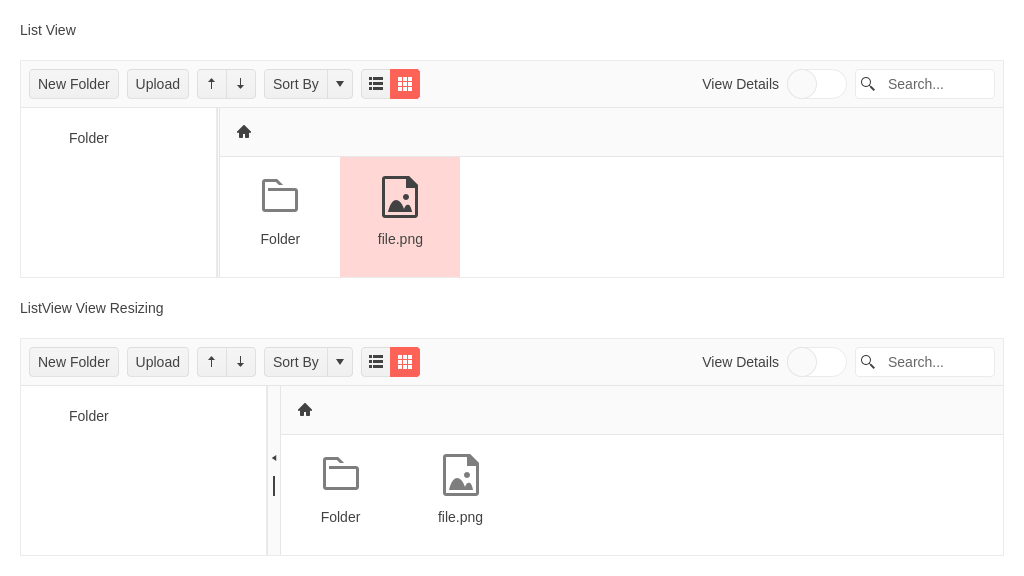 List View
New Folder Upload Sort By View Details Search...
Folder
Folder file.png
ListView View Resizing
New Folder Upload Sort By View Details Search...
Folder
Folder file.png